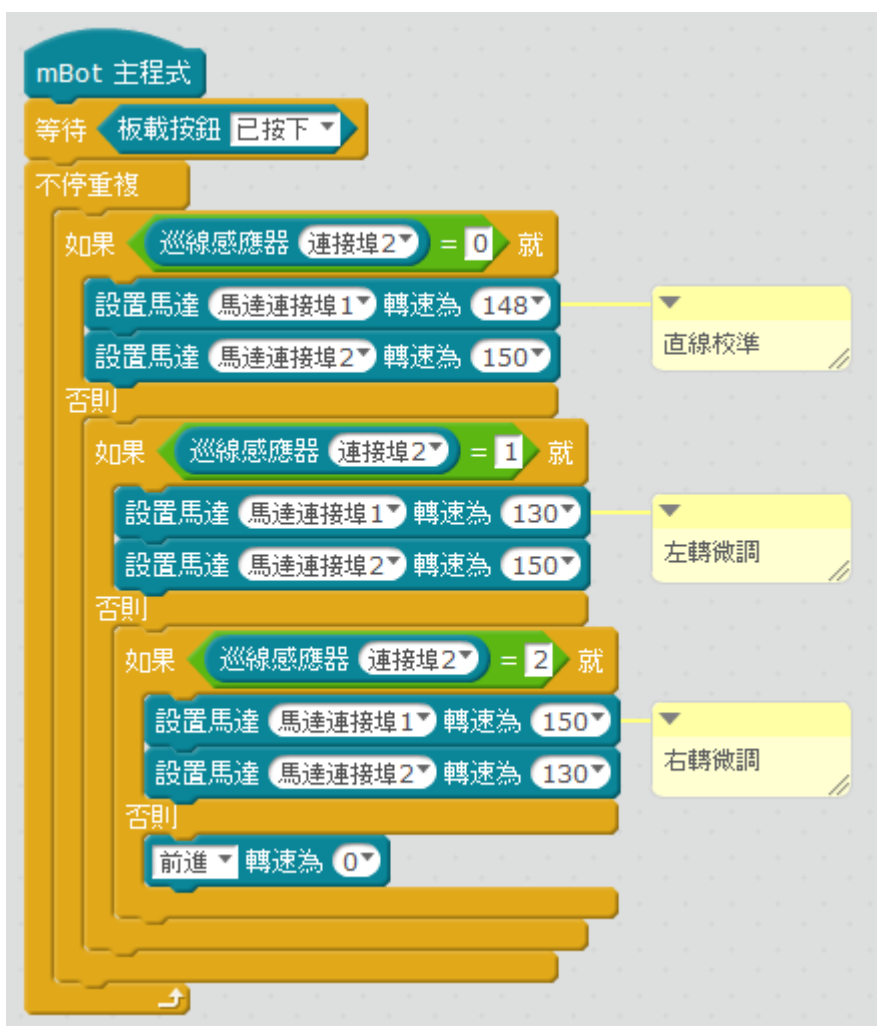 mBot 主程式
等待 板載按鈕 已按下
不停重複
如果 巡線感應器 連接埠2 = 0 就
設置馬達 馬達連接埠1 轉速為 148
直線校準
設置馬達 馬達連接埠2 轉速為 150
否則
如果 巡線感應器 連接埠2 = 1 就
設置馬達 馬達連接埠1 轉速為 130
左轉微調
設置馬達 馬達連接埠2 轉速為 150
否則
如果 巡線感應器 連接埠2 = 2 就
設置馬達 馬達連接埠1 轉速為 150
右轉微調
設置馬達 馬達連接埠2 轉速為 130
否則
前進 轉速為 0